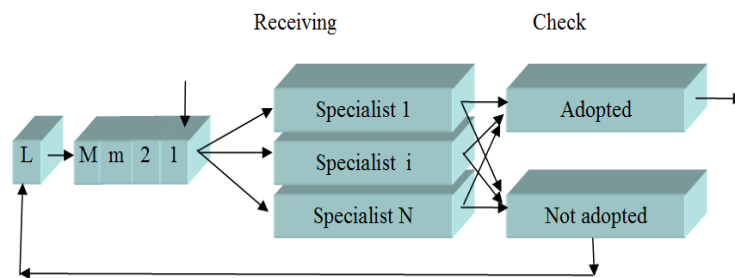 Receiving Check
Specialist 1 Adopted
L M m 2 1 Specialist i
Specialist N Not adopted